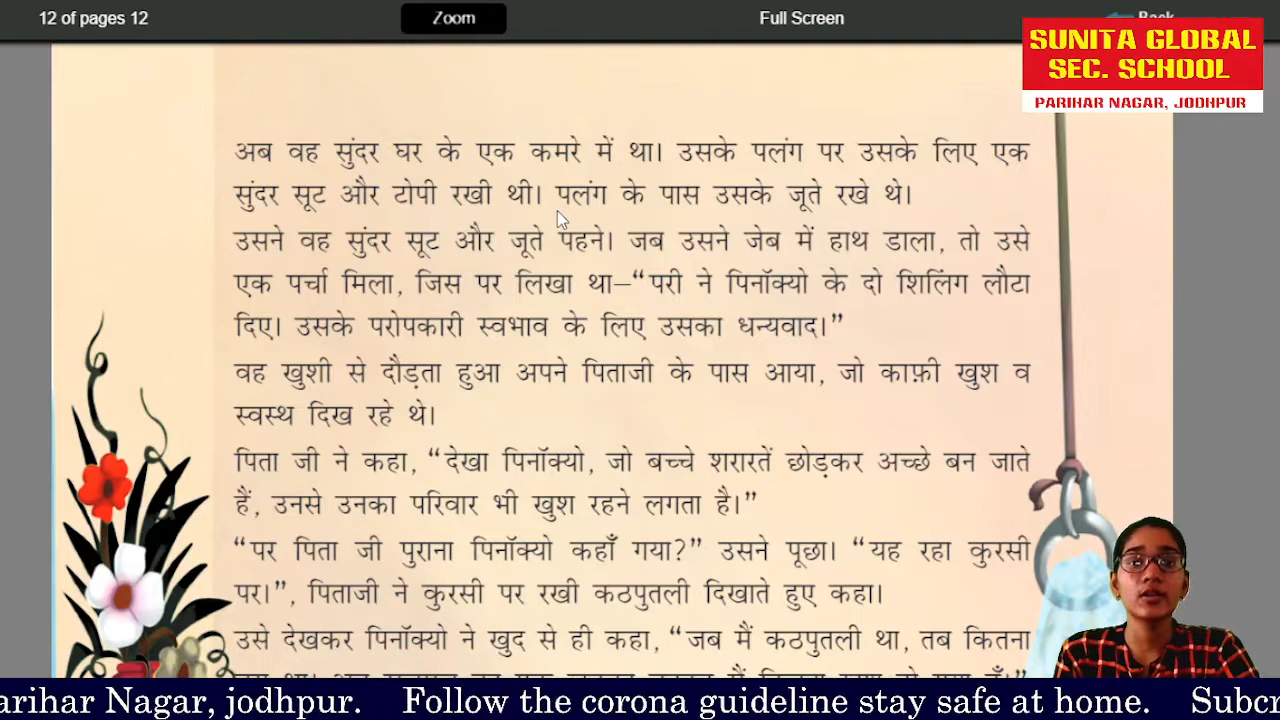 12 of pages 12
Zoom
Full Screen
Back
SUNITA GLOBAL
SEC. SCHOOL
PARIHAR NAGAR, JODHPUR
अब वह सुंदर घर के एक कमरे में था। उसके पलंग पर उसके लिए एक
सुंदर सूट और टोपी रखी थी। पलंग के पास उसके जूते रखे थे।
उसने वह सुंदर सूट और जूते पहने। जब उसने जेब में हाथ डाला, तो उसे
एक पर्चा मिला, जिस पर लिखा था–“परी ने पिनॉक्यो के दो शिलिंग लौटा
दिए। उसके परोपकारी स्वभाव के लिए उसका धन्यवाद।”
वह खुशी से दौड़ता हुआ अपने पिताजी के पास आया, जो काफ़ी खुश व
स्वस्थ दिख रहे थे।
पिता जी ने कहा, “देखा पिनॉक्यो, जो बच्चे शरारतें छोड़कर अच्छे बन जाते
हैं, उनसे उनका परिवार भी खुश रहने लगता है।”
“पर पिता जी पुराना पिनॉक्यो कहाँ गया?” उसने पूछा। “यह रहा कुरसी
पर।”, पिताजी ने कुरसी पर रखी कठपुतली दिखाते हुए कहा।
उसे देखकर पिनॉक्यो ने खुद से ही कहा, “जब मैं कठपुतली था, तब कितना
arihar Nagar, jodhpur. Follow the corona guideline stay safe at home. Subcr